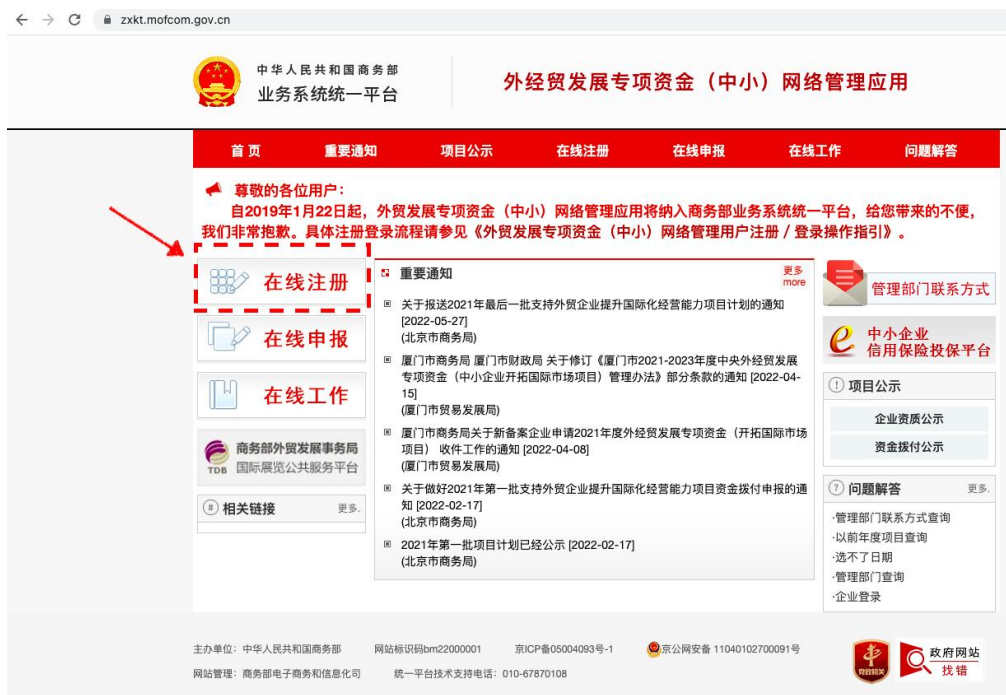 zxkt.mofcom.gov.cn
中华人民共和国商务部
业务系统统一平台
外经贸发展专项资金（中小）网络管理应用
首 页
重要通知
项目公示
在线注册
在线申报
在线工作
问题解答
尊敬的各位用户：
自2019年1月22日起，外贸发展专项资金（中小）网络管理应用将纳入商务部业务系统统一平台，给您带来的不便，
我们非常抱歉。具体注册登录流程请参见《外经贸发展专项资金（中小）网络管理用户注册 / 登录操作指引》。
在线注册
在线申报
在线工作
商务部外贸发展事务局
TDB 国际展览公共服务平台
相关链接
更多.
重要通知
更多
more
关于报送2021年最后一批支持外贸企业提升国际化经营能力项目计划的通知
[2022-05-27]
(北京市商务局)
厦门市商务局 厦门市财政局 关于修订《厦门市2021-2023年度中央外经贸发展
专项资金（中小企业开拓国际市场项目）管理办法》部分条款的通知 [2022-04-
15]
(厦门市贸易发展局)
厦门市商务局关于新备案企业申请2021年度外经贸发展专项资金（开拓国际市场
项目） 收件工作的通知 [2022-04-08]
(厦门市贸易发展局)
关于做好2021年第一批支持外贸企业提升国际化经营能力项目资金拨付申报的通
知 [2022-02-17]
(北京市商务局)
2021年第一批项目计划已经公示 [2022-02-17]
(北京市商务局)
管理部门联系方式
中小企业
信用保险投保平台
项目公示
企业资质公示
资金拨付公示
问题解答
更多.
·管理部门联系方式查询
·以前年度项目查询
·选不了日期
·管理部门查询
·企业登录
主办单位：中华人民共和国商务部 网站标识码bm22000001 京ICP备05004093号-1 京公网安备 11040102700091号
网站管理：商务部电子商务和信息化司 统一平台技术支持电话：010-67870108
党政机关
政府网站
找错